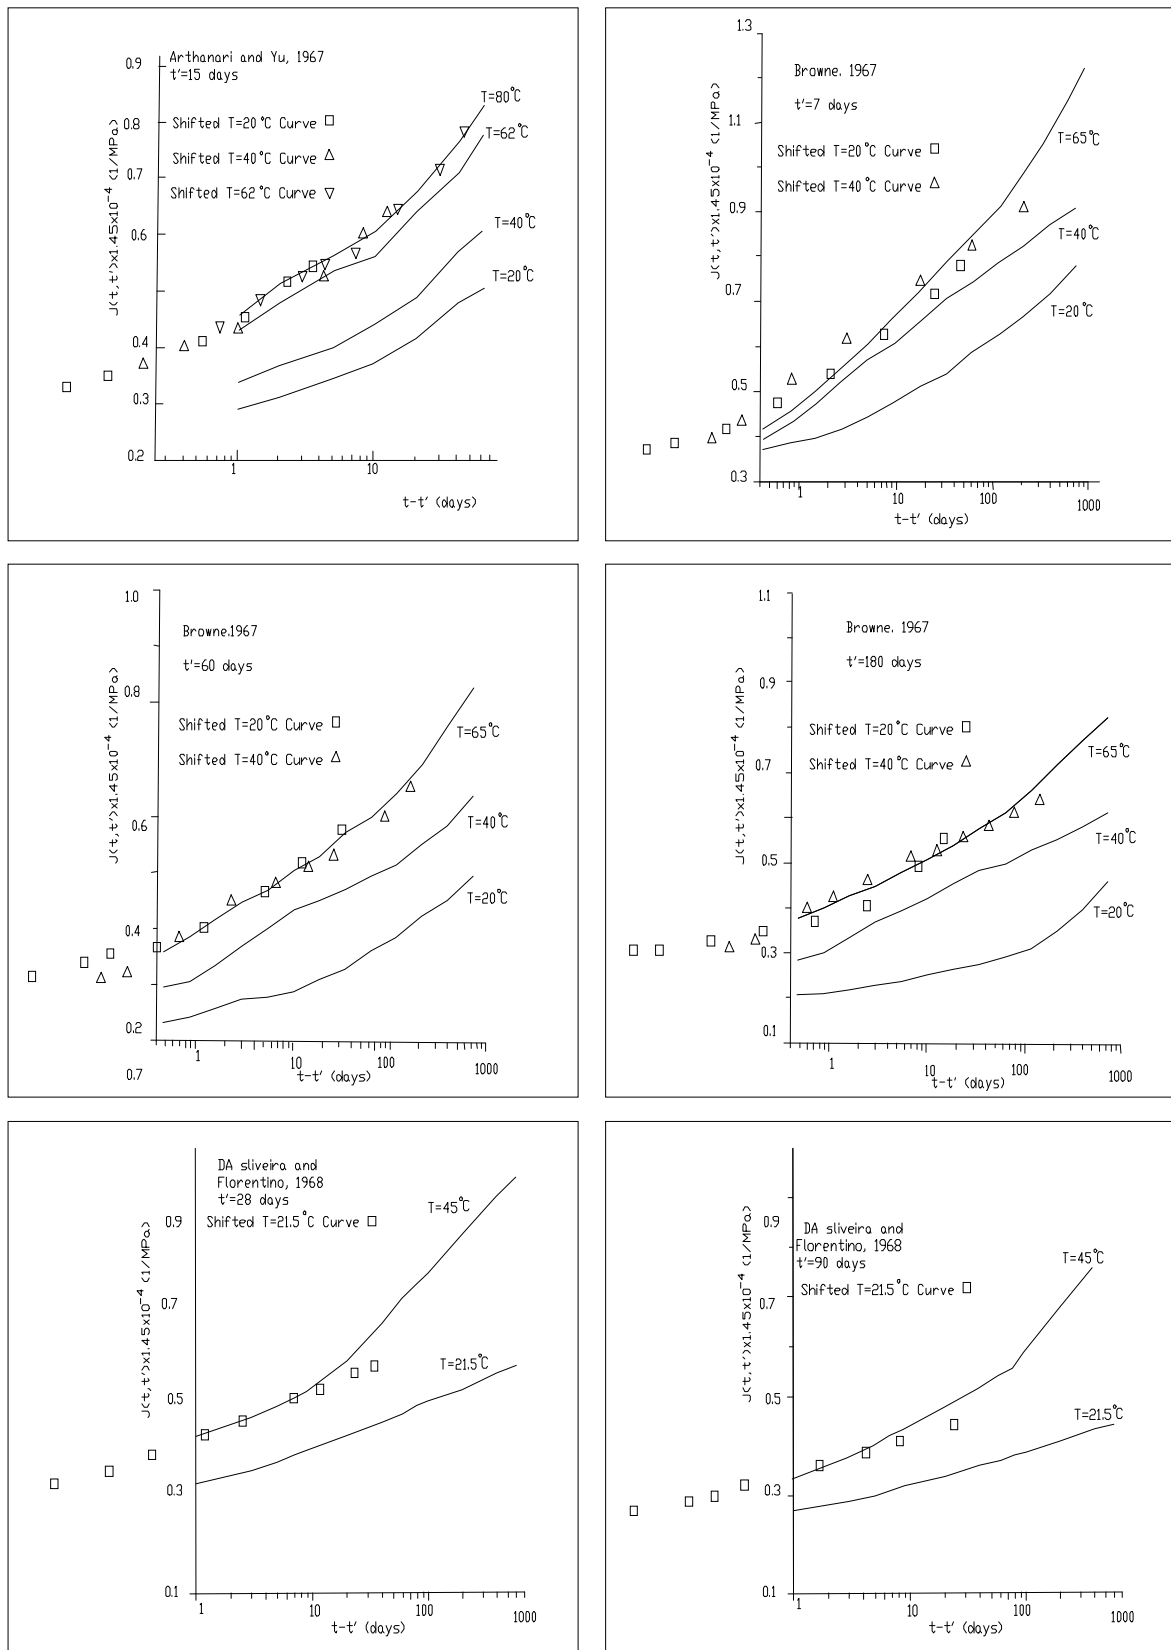 Arthanari and Yu, 1967
t'=15 days
Shifted T=20°C Curve
Shifted T=40°C Curve
Shifted T=62°C Curve
J(t,t')x1.45x10⁻⁴ (1/MPa)
0.9
0.8
0.7
0.6
0.4
0.3
0.2
T=80°C
T=62°C
T=40°C
T=20°C
1 10
t-t' (days)
Browne. 1967
t'=7 days
Shifted T=20°C Curve
Shifted T=40°C Curve
J(t,t')x1.45x10⁻⁴ (1/MPa)
1.3
1.1
0.9
0.7
0.5
0.3
T=65°C
T=40°C
T=20°C
1 10 100 1000
t-t' (days)
Browne.1967
t'=60 days
Shifted T=20°C Curve
Shifted T=40°C Curve
J(t,t')x1.45x10⁻⁴ (1/MPa)
1.0
0.8
0.6
0.4
0.2
0.7
T=65°C
T=40°C
T=20°C
1 10 100 1000
t-t' (days)
Browne. 1967
t'=180 days
Shifted T=20°C Curve
Shifted T=40°C Curve
J(t,t')x1.45x10⁻⁴ (1/MPa)
1.1
0.9
0.7
0.5
0.3
0.1
T=65°C
T=40°C
T=20°C
1 10 100 1000
t-t' (days)
DA sliveira and
Florentino, 1968
t'=28 days
Shifted T=21.5°C Curve
J(t,t')x1.45x10⁻⁴ (1/MPa)
0.9
0.7
0.5
0.3
0.1
T=45°C
T=21.5°C
1 10 100 1000
t-t' (days)
DA sliveira and
Florentino, 1968
t'=90 days
Shifted T=21.5°C Curve
J(t,t')x1.45x10⁻⁴ (1/MPa)
0.9
0.7
0.5
0.3
0.1
T=45°C
T=21.5°C
1 10 100 1000
t-t' (days)